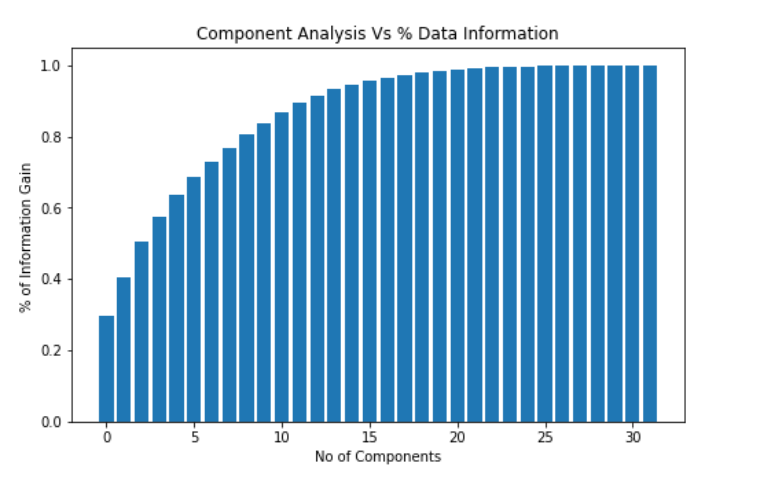 Component Analysis Vs % Data Information
1.0
0.8
0.6
0.4
0.2
0.0
% of Information Gain
0 5 10 15 20 25 30
No of Components